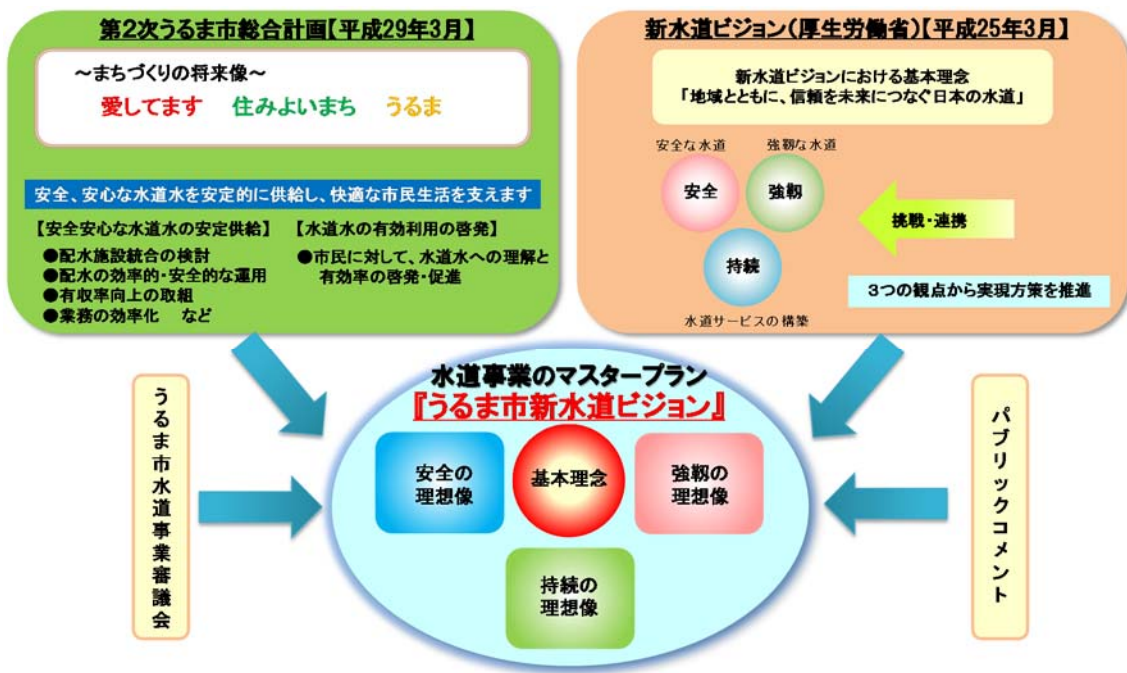 第2次うるま市総合計画【平成29年3月】
～まちづくりの将来像～
愛してます 住みよいまち うるま
安全、安心な水道水を安定的に供給し、快適な市民生活を支えます
【安全安心な水道水の安定供給】
●配水施設統合の検討
●配水の効率的・安全的な運用
●有収率向上の取組
●業務の効率化 など
【水道水の有効利用の啓発】
●市民に対して、水道水への理解と
有効率の啓発・促進
新水道ビジョン(厚生労働省)【平成25年3月】
新水道ビジョンにおける基本理念
「地域とともに、信頼を未来につなぐ日本の水道」
安全な水道
強靭な水道
安全
強靭
持続
水道サービスの構築
挑戦・連携
3つの観点から実現方策を推進
うるま市水道事業審議会
水道事業のマスタープラン
『うるま市新水道ビジョン』
安全の
理想像
基本理念
強靭の
理想像
持続の
理想像
パブリックコメント